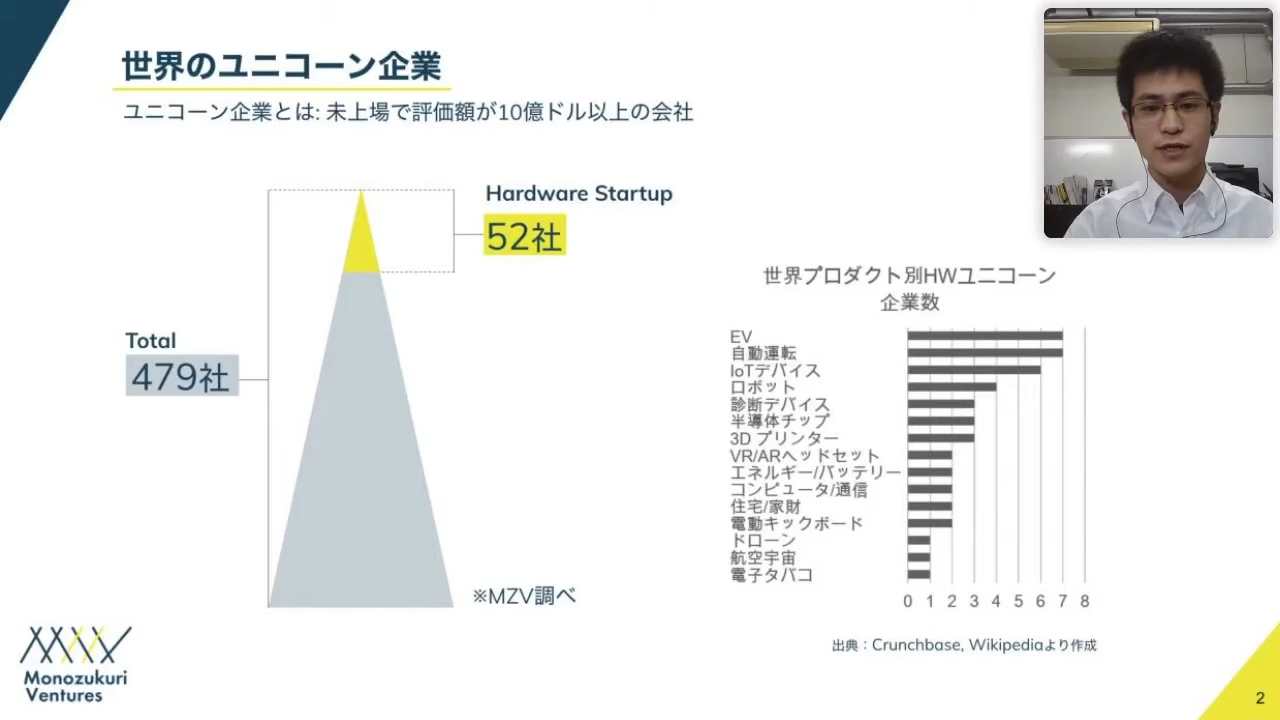 世界のユニコーン企業
ユニコーン企業とは: 未上場で評価額が10億ドル以上の会社
Hardware Startup
52社
Total
479社
※MZV調べ
世界プロダクト別HWユニコーン
企業数
EV
自動運転
IoTデバイス
ロボット
診断デバイス
半導体チップ
3D プリンター
VR/ARヘッドセット
エネルギー/バッテリー
コンピュータ/通信
住宅/家財
電動キックボード
ドローン
航空宇宙
電子タバコ
0 1 2 3 4 5 6 7 8
出典：Crunchbase, Wikipediaより作成
Monozukuri
Ventures
2